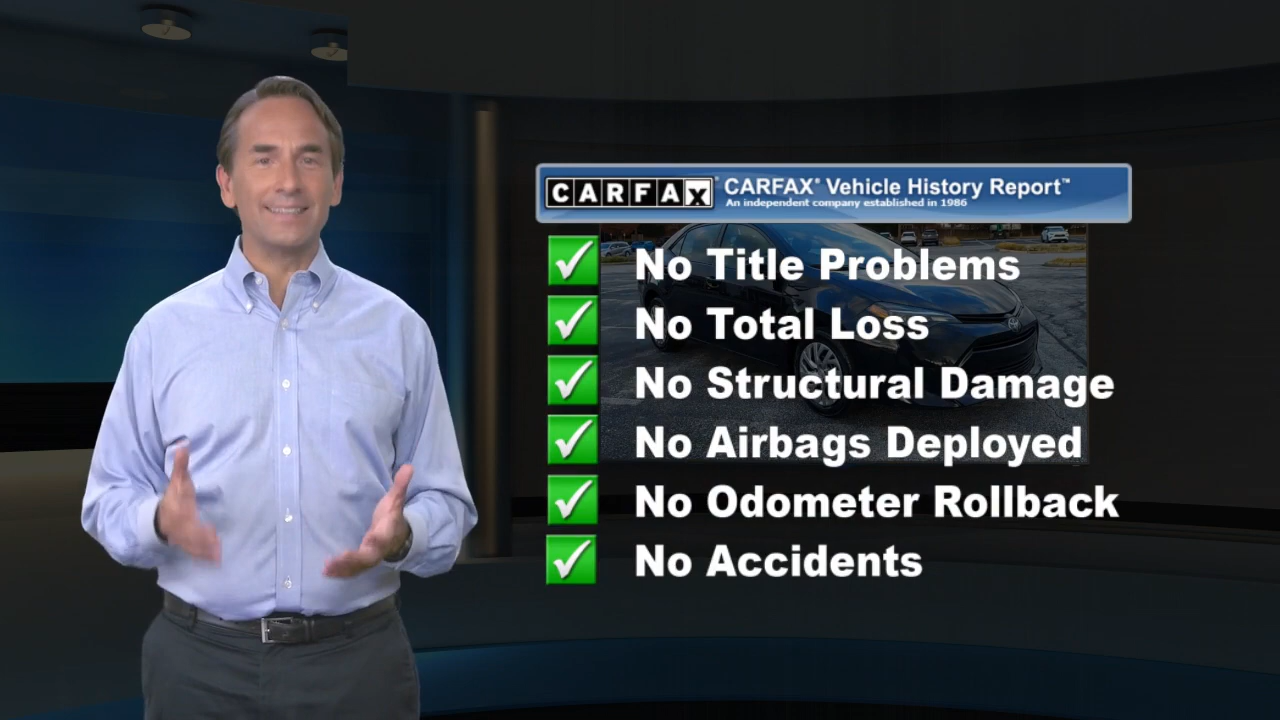 CARFAX® CARFAX® Vehicle History Report™
An independent company established in 1986
No Title Problems
No Total Loss
No Structural Damage
No Airbags Deployed
No Odometer Rollback
No Accidents